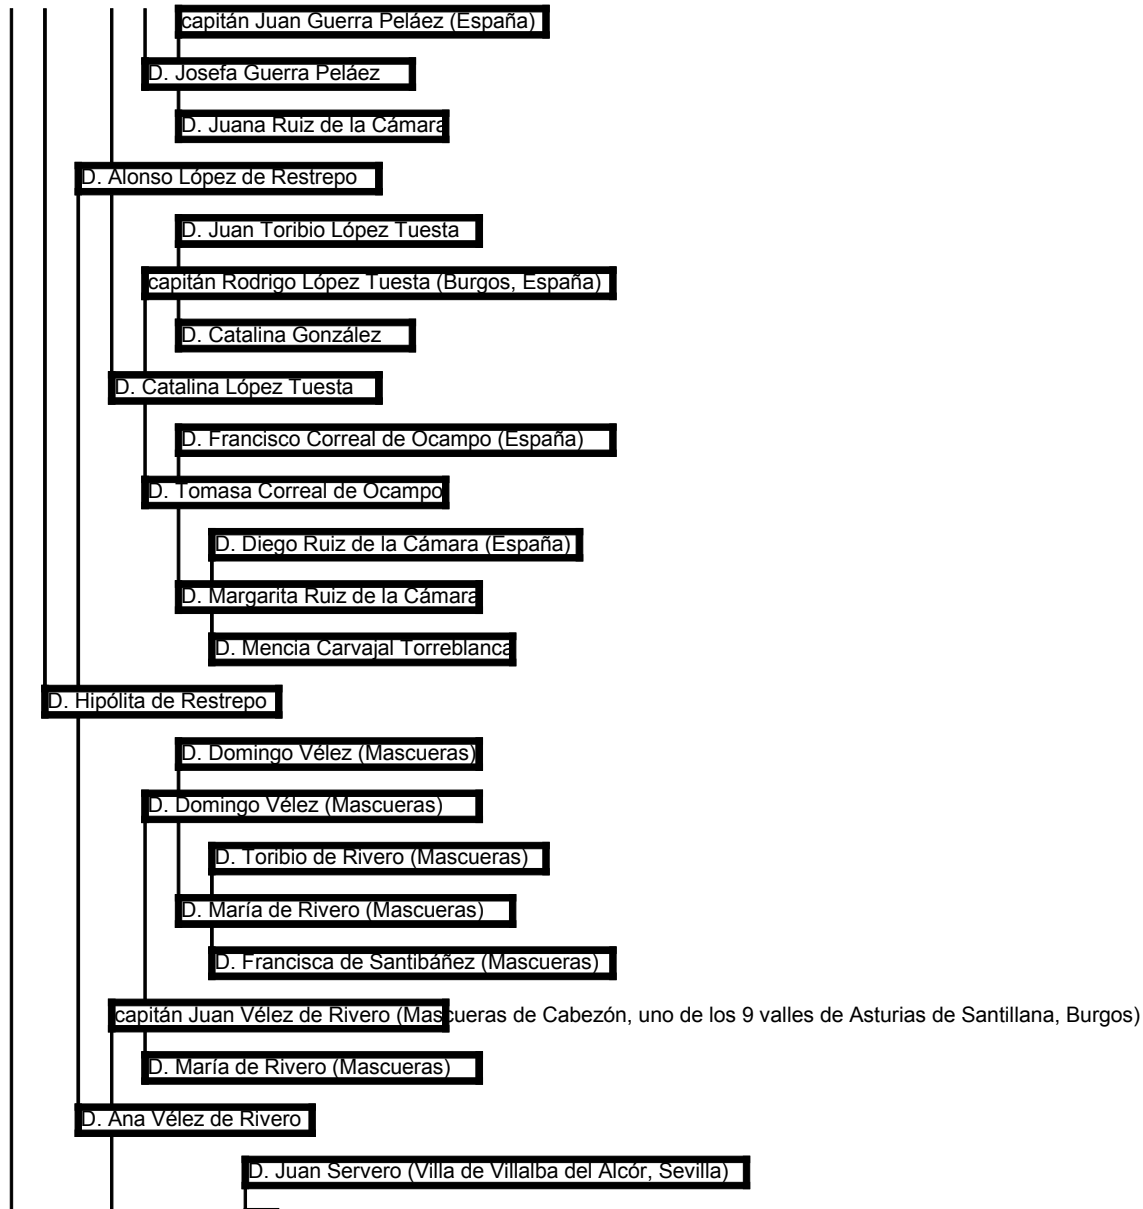 capitán Juan Guerra Peláez (España)
D. Josefa Guerra Peláez
D. Juana Ruiz de la Cámara
D. Alonso López de Restrepo
D. Juan Toribio López Tuesta
capitán Rodrigo López Tuesta (Burgos, España)
D. Catalina González
D. Catalina López Tuesta
D. Francisco Correal de Ocampo (España)
D. Tomasa Correal de Ocampo
D. Diego Ruiz de la Cámara (España)
D. Margarita Ruiz de la Cámara
D. Mencia Carvajal Torreblanca
D. Hipólita de Restrepo
D. Domingo Vélez (Mascueras)
D. Domingo Vélez (Mascueras)
D. Toribio de Rivero (Mascueras)
D. María de Rivero (Mascueras)
D. Francisca de Santibáñez (Mascueras)
capitán Juan Vélez de Rivero (Mascueras de Cabezón, uno de los 9 valles de Asturias de Santillana, Burgos)
D. María de Rivero (Mascueras)
D. Ana Vélez de Rivero
D. Juan Servero (Villa de Villalba del Alcór, Sevilla)